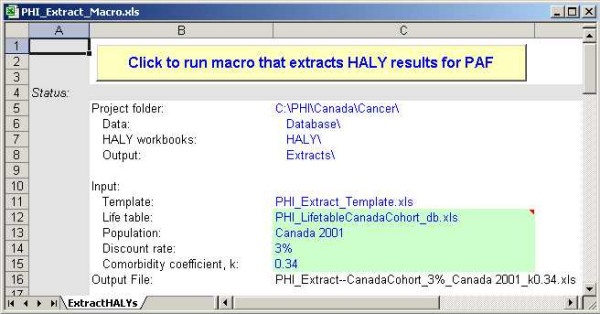 PHI_Extract_Macro.xls
A B C
1 Click to run macro that extracts HALY results for PAF
2
3
4 Status:
5 Project folder: C:\PHI\Canada\Cancer\
6 Data: Database\
7 HALY workbooks: HALY\
8 Output: Extracts\
9
10 Input:
11 Template: PHI_Extract_Template.xls
12 Life table: PHI_LifetableCanadaCohort_db.xls
13 Population: Canada 2001
14 Discount rate: 3%
15 Comorbidity coefficient, k: 0.34
16 Output File: PHI_Extract--CanadaCohort_3%_Canada 2001_k0.34.xls
17
ExtractHALYs